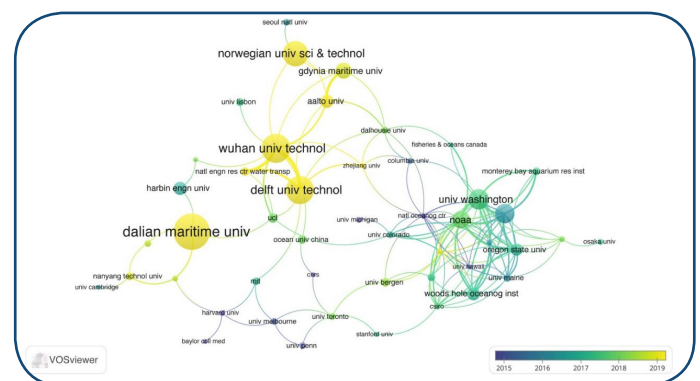 seoul natl univ
norwegian univ sci & technol
gdynia maritime univ
univ lisbon
aalto univ
dalhousie univ
wuhan univ technol
fisheries & oceans canada
natl engn res ctr water transp
zhejiang univ
columbia univ
monterey bay aquarium res inst
harbin engn univ
delft univ technol
univ washington
ucl
univ michigan
natl oceanog ctr
noaa
dalian maritime univ
ocean univ china
univ colorado
oregon state univ
osaka univ
nanyang technol univ
univ hawaii
univ cambridge
mit
cnrs
univ bergen
univ maine
woods hole oceanog inst
csiro
harvard univ
univ melbourne
univ toronto
baylor coll med
univ penn
stanford univ
VOSviewer
2015 2016 2017 2018 2019